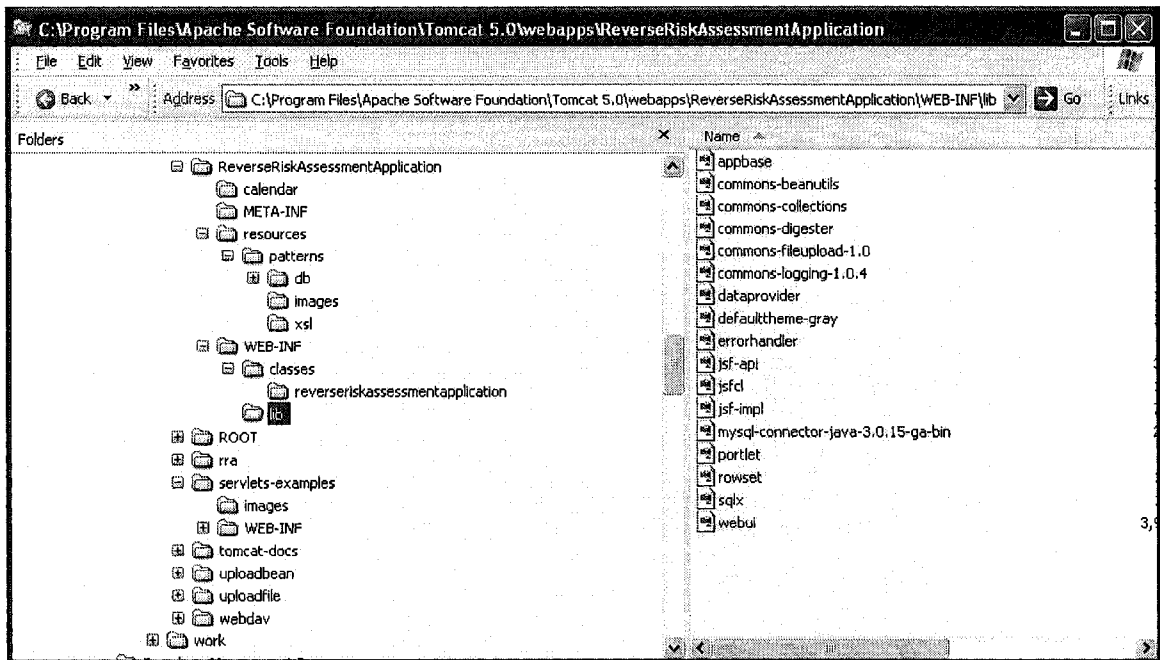 C:\Program Files\Apache Software Foundation\Tomcat 5.0\webapps\ReverseRiskAssessmentApplication
File Edit View Favorites Tools Help
Back » Address C:\Program Files\Apache Software Foundation\Tomcat 5.0\webapps\ReverseRiskAssessmentApplication\WEB-INF\lib Go Links
Folders
ReverseRiskAssessmentApplication
calendar
META-INF
resources
patterns
db
images
xsl
WEB-INF
classes
reverseriskassessmentapplication
lib
ROOT
rra
servlets-examples
images
WEB-INF
tomcat-docs
uploadbean
uploadfile
webdav
work
Name
appbase
commons-beanutils
commons-collections
commons-digester
commons-fileupload-1.0
commons-logging-1.0.4
dataprovider
defaulttheme-gray
errorhandler
jsf-api
jsfcl
jsf-impl
mysql-connector-java-3.0.15-ga-bin
portlet
rowset
sqlx
webui 3,